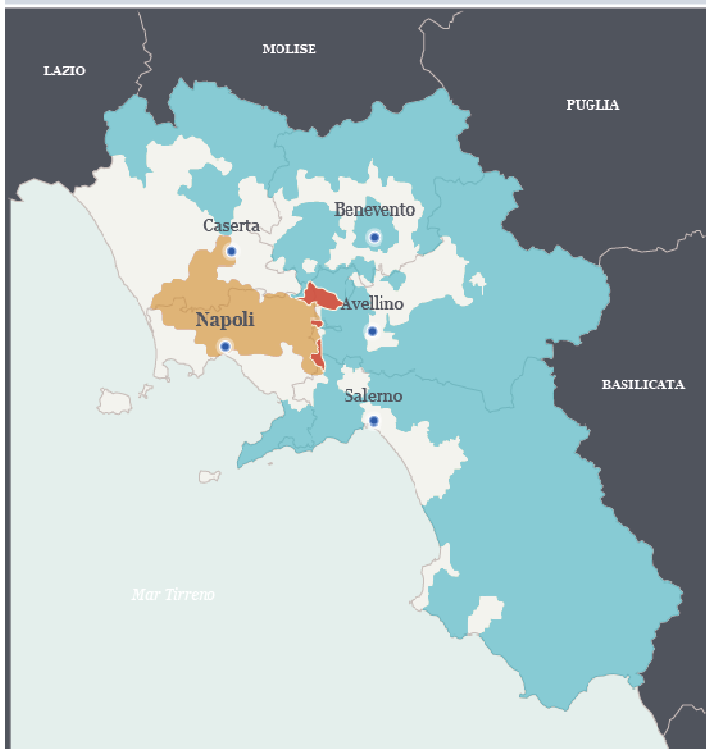 MOLISE
LAZIO
PUGLIA
Benevento
Caserta
Avellino
Napoli
BASILICATA
Salerno
Mar Tirreno